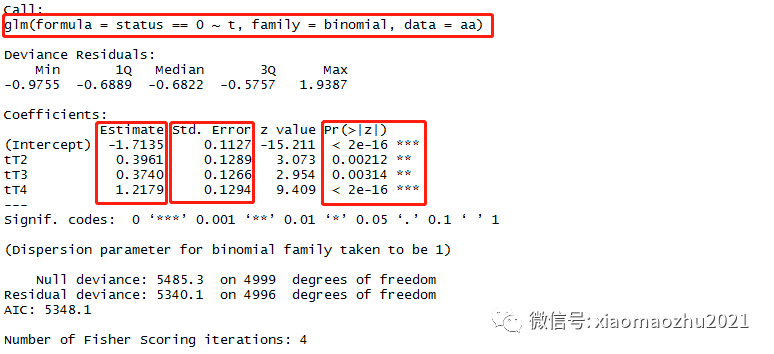 Call:
glm(formula = status == 0 ~ t, family = binomial, data = aa)
Deviance Residuals:
    Min      1Q  Median      3Q     Max
-0.9755 -0.6889 -0.6822 -0.5757  1.9387
Coefficients:
            Estimate Std. Error z value Pr(>|z|)
(Intercept)  -1.7135     0.1127 -15.211  < 2e-16 ***
tT2           0.3961     0.1289   3.073  0.00212 **
tT3           0.3740     0.1266   2.954  0.00314 **
tT4           1.2179     0.1294   9.409  < 2e-16 ***
---
Signif. codes:  0 ‘***’ 0.001 ‘**’ 0.01 ‘*’ 0.05 ‘.’ 0.1 ‘ ’ 1
(Dispersion parameter for binomial family taken to be 1)
    Null deviance: 5485.3  on 4999  degrees of freedom
Residual deviance: 5340.1  on 4996  degrees of freedom
AIC: 5348.1
Number of Fisher Scoring iterations: 4
微信号: xiaomaozhu2021